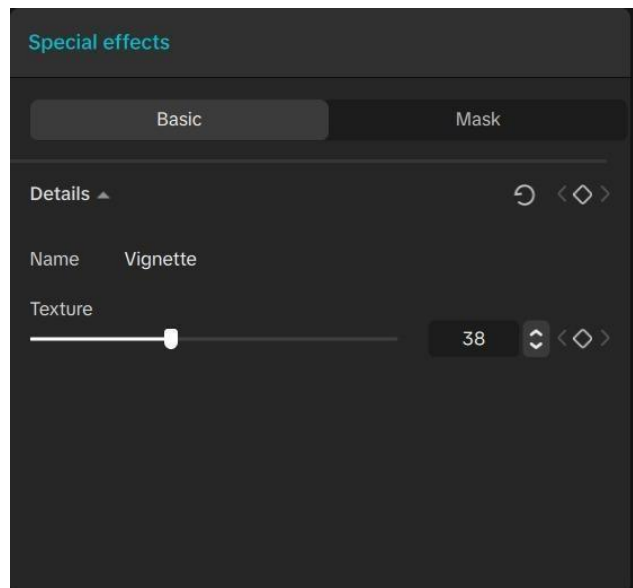 Special effects
Basic Mask
Details
Name Vignette
Texture
38